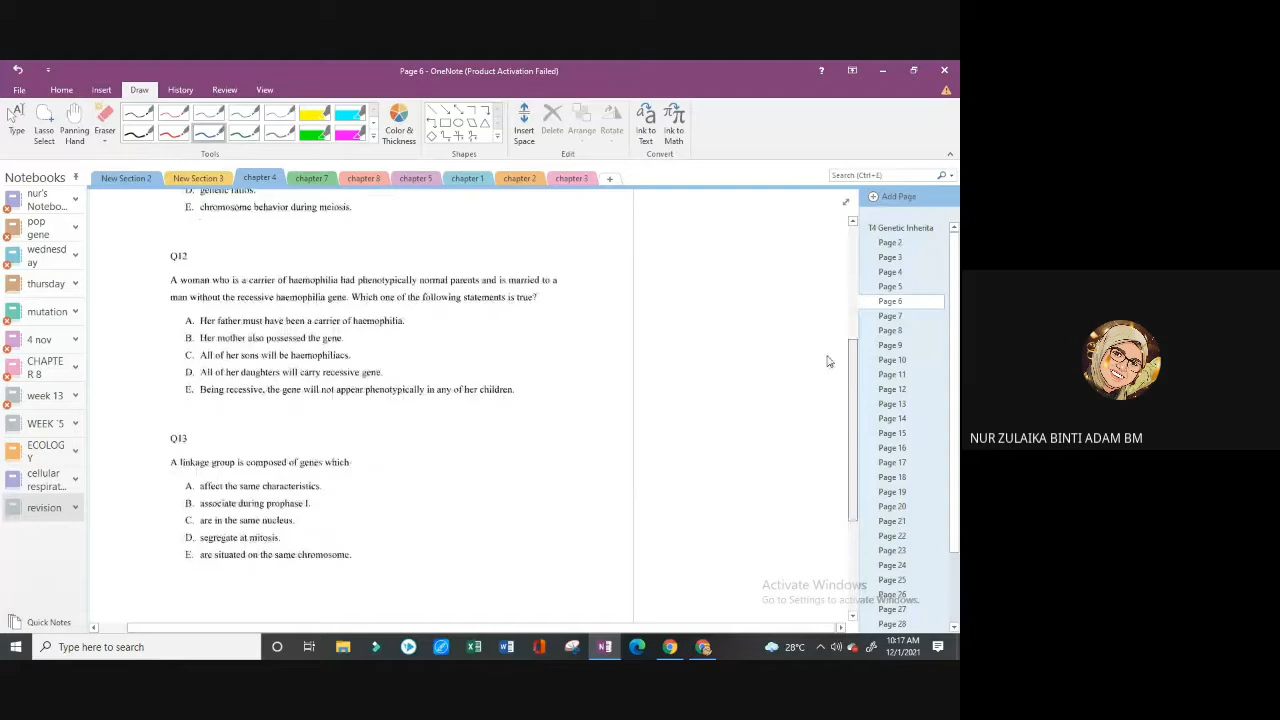 Page 6 - OneNote (Product Activation Failed)
File Home Insert Draw History Review View
Type Lasso Select Panning Hand Eraser Color & Thickness Insert Space Delete Arrange Rotate Ink to Text Ink to Math
Tools Shapes Edit Convert
Notebooks
New Section 2 New Section 3 chapter 4 chapter 7 chapter 8 chapter 5 chapter 1 chapter 2 chapter 3
Search (Ctrl+E)
nur's Notebo...
pop gene
wednesday
thursday
mutation
4 nov
CHAPTER 8
week 13
WEEK `5
ECOLOGY
cellular respirat...
revision
Quick Notes
D. genetic ratios.
E. chromosome behavior during meiosis.
Q12
A woman who is a carrier of haemophilia had phenotypically normal parents and is married to a
man without the recessive haemophilia gene. Which one of the following statements is true?
A. Her father must have been a carrier of haemophilia.
B. Her mother also possessed the gene.
C. All of her sons will be haemophiliacs.
D. All of her daughters will carry recessive gene.
E. Being recessive, the gene will not appear phenotypically in any of her children.
Q13
A linkage group is composed of genes which
A. affect the same characteristics.
B. associate during prophase I.
C. are in the same nucleus.
D. segregate at mitosis.
E. are situated on the same chromosome.
Add Page
T4 Genetic Inherita
Page 2
Page 3
Page 4
Page 5
Page 6
Page 7
Page 8
Page 9
Page 10
Page 11
Page 12
Page 13
Page 14
Page 15
Page 16
Page 17
Page 18
Page 19
Page 20
Page 21
Page 22
Page 23
Page 24
Page 25
Page 26
Page 27
Page 28
Activate Windows
Go to Settings to activate Windows.
Type here to search
28°C
10:17 AM
12/1/2021
NUR ZULAIKA BINTI ADAM BM